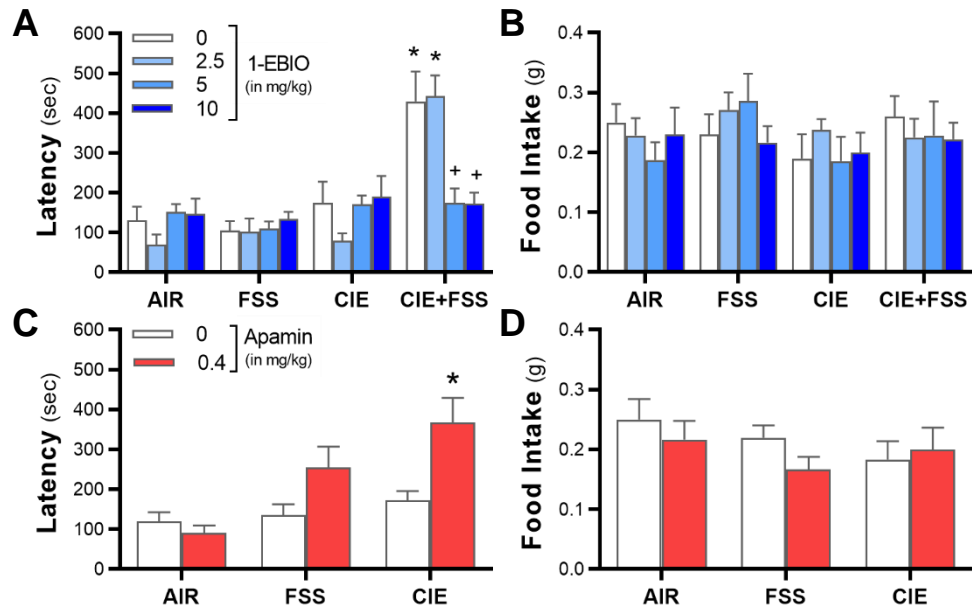 A
Latency (sec)
600
500
400
300
200
100
0
0
2.5
5
10
1-EBIO
(in mg/kg)
* *
+ +
AIR FSS CIE CIE+FSS
B
Food Intake (g)
0.4
0.3
0.2
0.1
0.0
AIR FSS CIE CIE+FSS
C
Latency (sec)
600
500
400
300
200
100
0
0
0.4
Apamin
(in mg/kg)
*
AIR FSS CIE
D
Food Intake (g)
0.4
0.3
0.2
0.1
0.0
AIR FSS CIE